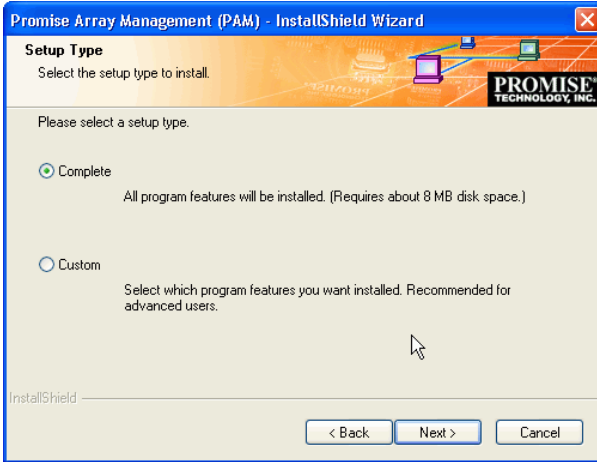 Promise Array Management (PAM) - InstallShield Wizard
Setup Type
Select the setup type to install.
PROMISE®
TECHNOLOGY, INC.
Please select a setup type.
Complete
All program features will be installed. (Requires about 8 MB disk space.)
Custom
Select which program features you want installed. Recommended for
advanced users.
InstallShield
< Back
Next >
Cancel